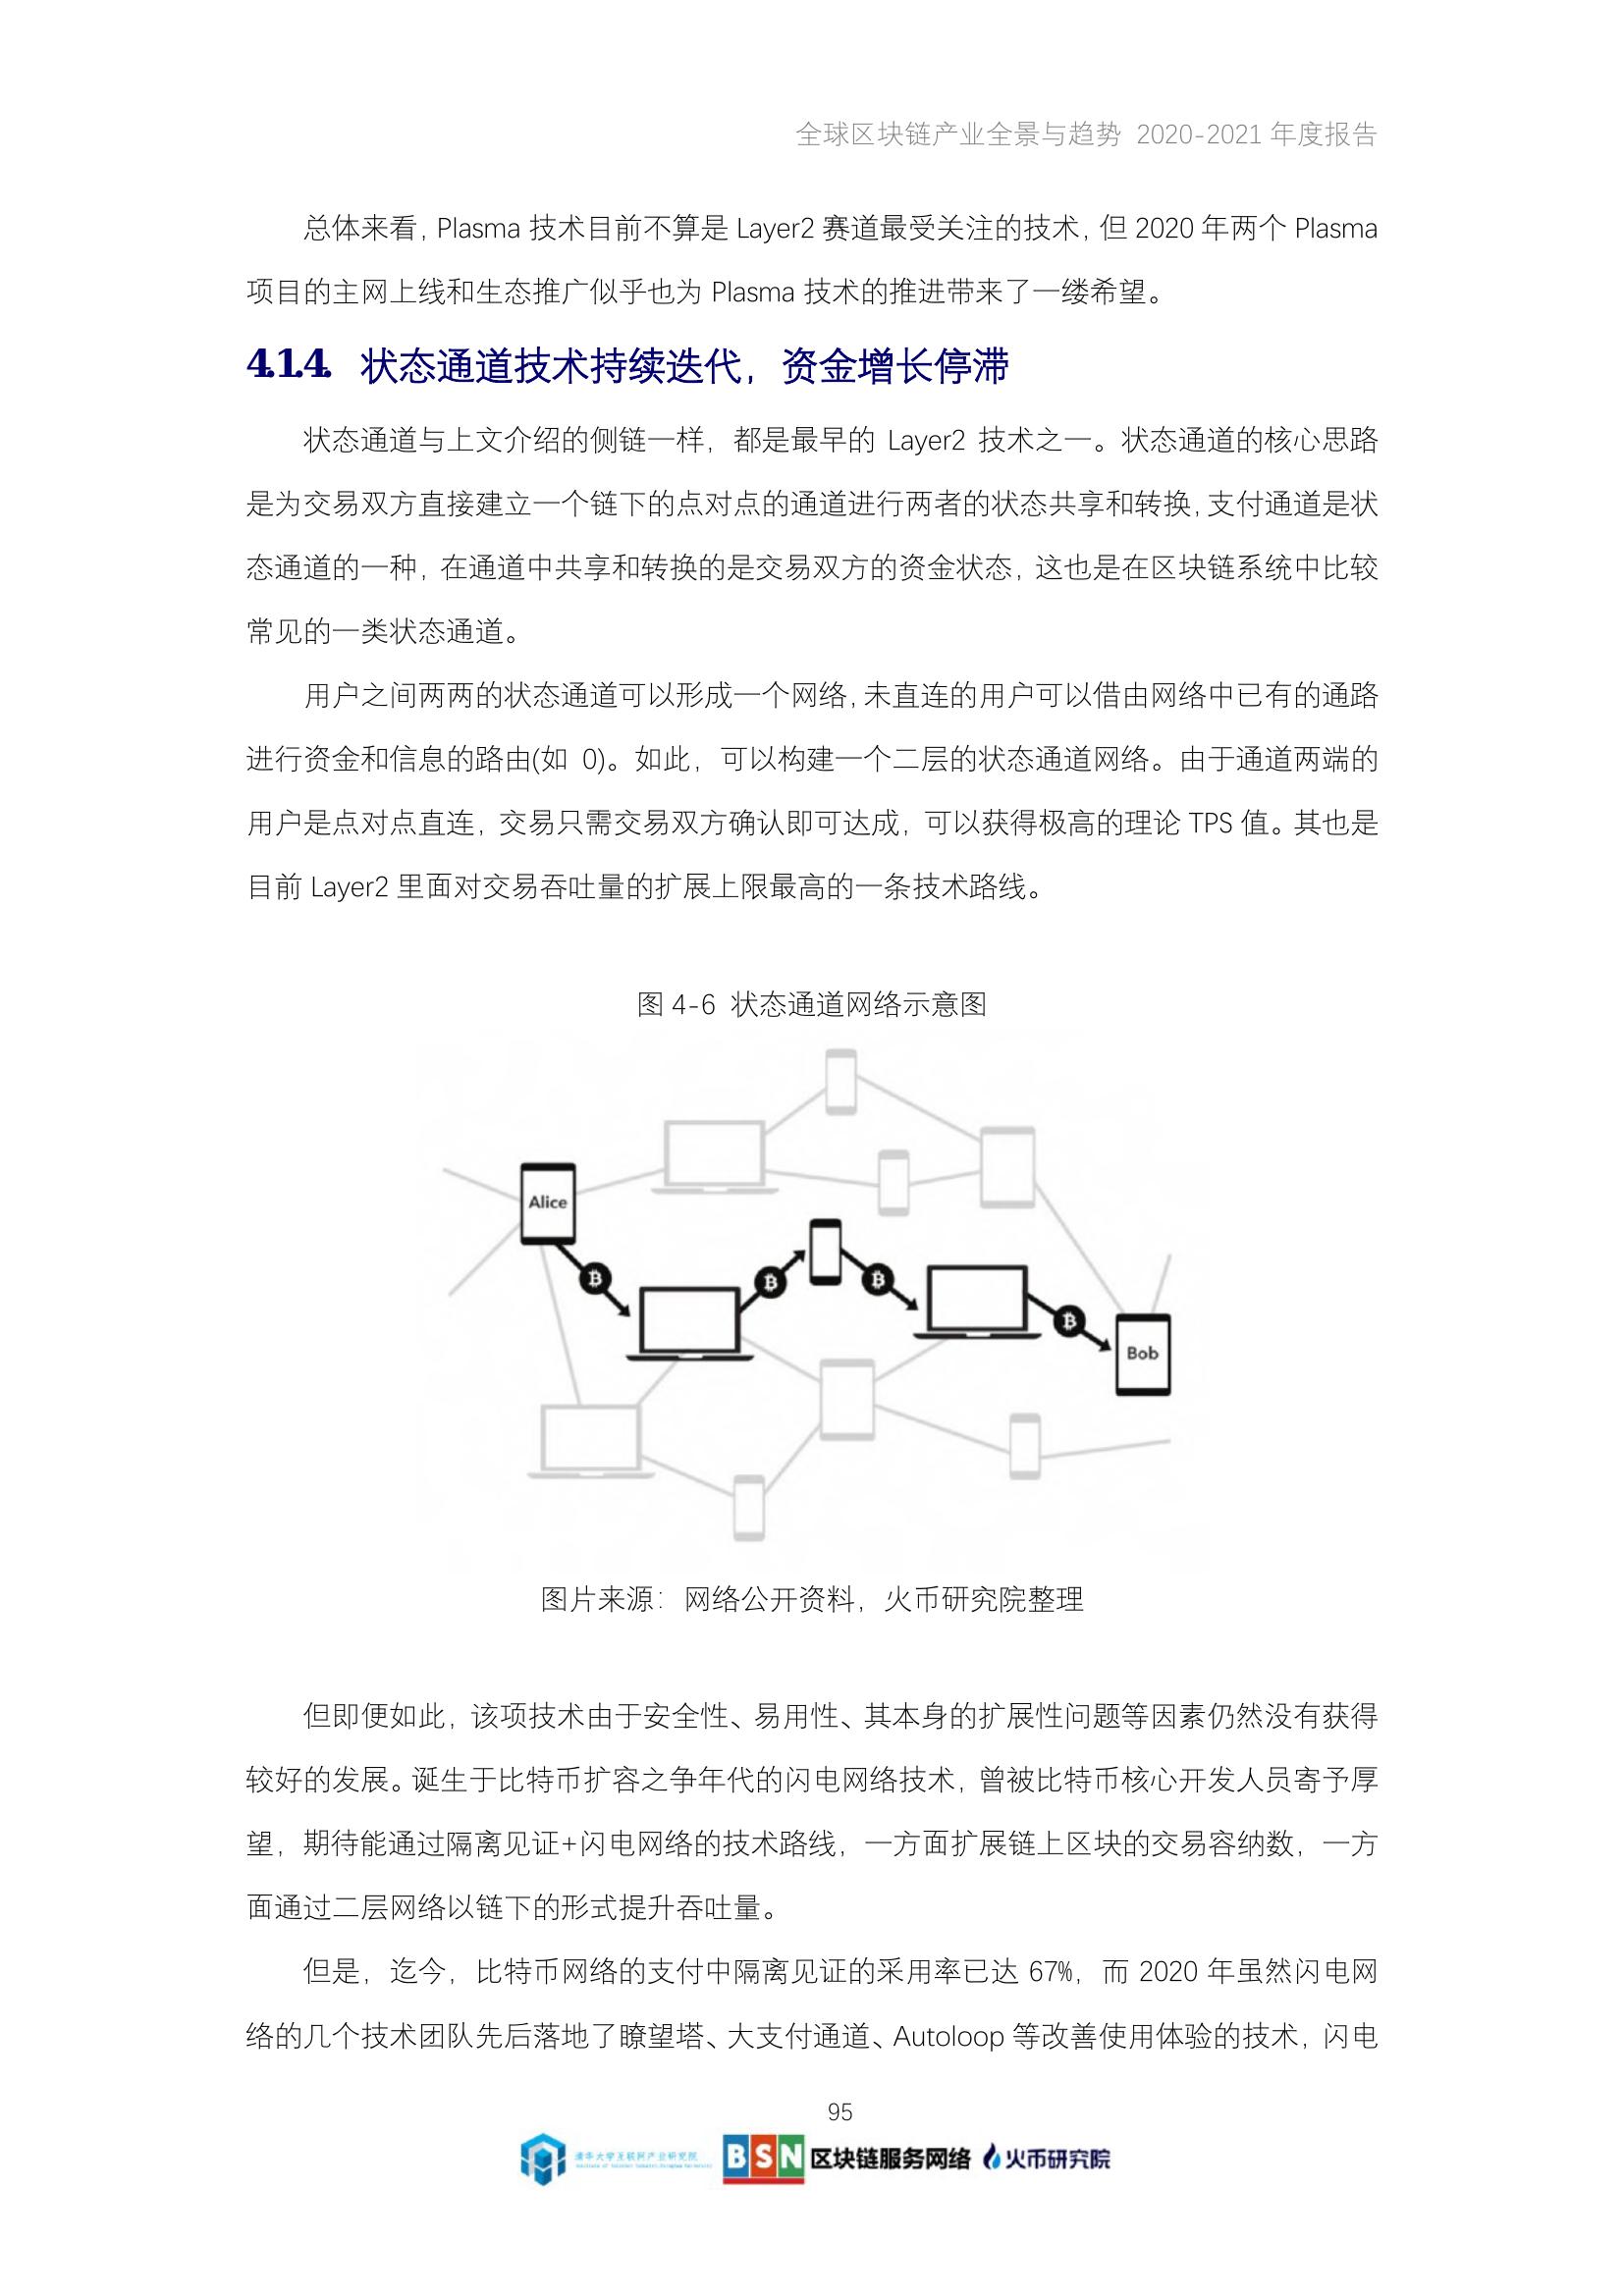 全球区块链产业全景与趋势 2020-2021 年度报告
总体来看，Plasma 技术目前不算是 Layer2 赛道最受关注的技术，但 2020 年两个 Plasma
项目的主网上线和生态推广似乎也为 Plasma 技术的推进带来了一缕希望。
4.1.4. 状态通道技术持续迭代，资金增长停滞
状态通道与上文介绍的侧链一样，都是最早的 Layer2 技术之一。状态通道的核心思路
是为交易双方直接建立一个链下的点对点的通道进行两者的状态共享和转换，支付通道是状
态通道的一种，在通道中共享和转换的是交易双方的资金状态，这也是在区块链系统中比较
常见的一类状态通道。
用户之间两两的状态通道可以形成一个网络，未直连的用户可以借由网络中已有的通路
进行资金和信息的路由(如 0)。如此，可以构建一个二层的状态通道网络。由于通道两端的
用户是点对点直连，交易只需交易双方确认即可达成，可以获得极高的理论 TPS 值。其也是
目前 Layer2 里面对交易吞吐量的扩展上限最高的一条技术路线。
图 4-6 状态通道网络示意图
Alice
Bob
图片来源：网络公开资料，火币研究院整理
但即便如此，该项技术由于安全性、易用性、其本身的扩展性问题等因素仍然没有获得
较好的发展。诞生于比特币扩容之争年代的闪电网络技术，曾被比特币核心开发人员寄予厚
望，期待能通过隔离见证+闪电网络的技术路线，一方面扩展链上区块的交易容纳数，一方
面通过二层网络以链下的形式提升吞吐量。
但是，迄今，比特币网络的支付中隔离见证的采用率已达 67%，而 2020 年虽然闪电网
络的几个技术团队先后落地了瞭望塔、大支付通道、Autoloop 等改善使用体验的技术，闪电
95
清华大学互联网产业研究院 BSN 区块链服务网络 火币研究院